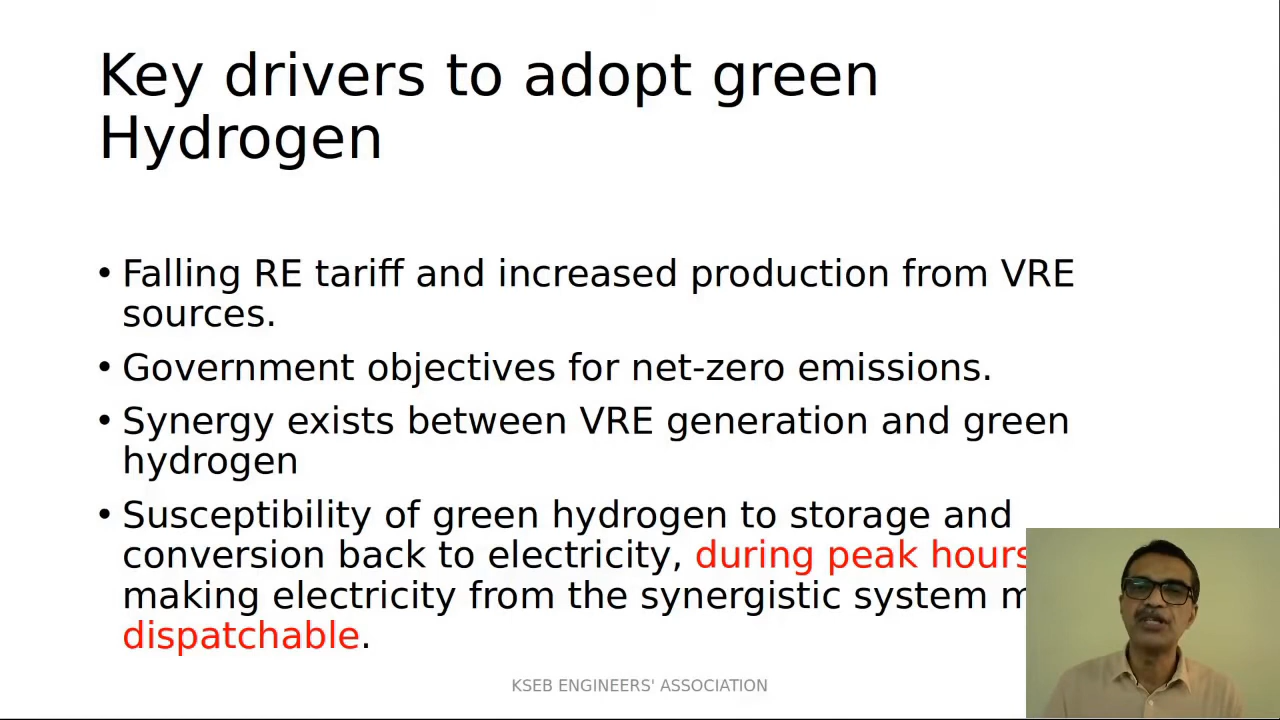 Key drivers to adopt green
Hydrogen
• Falling RE tariff and increased production from VRE
sources.
• Government objectives for net-zero emissions.
• Synergy exists between VRE generation and green
hydrogen
• Susceptibility of green hydrogen to storage and
conversion back to electricity, during peak hours
making electricity from the synergistic system
dispatchable.
KSEB ENGINEERS' ASSOCIATION